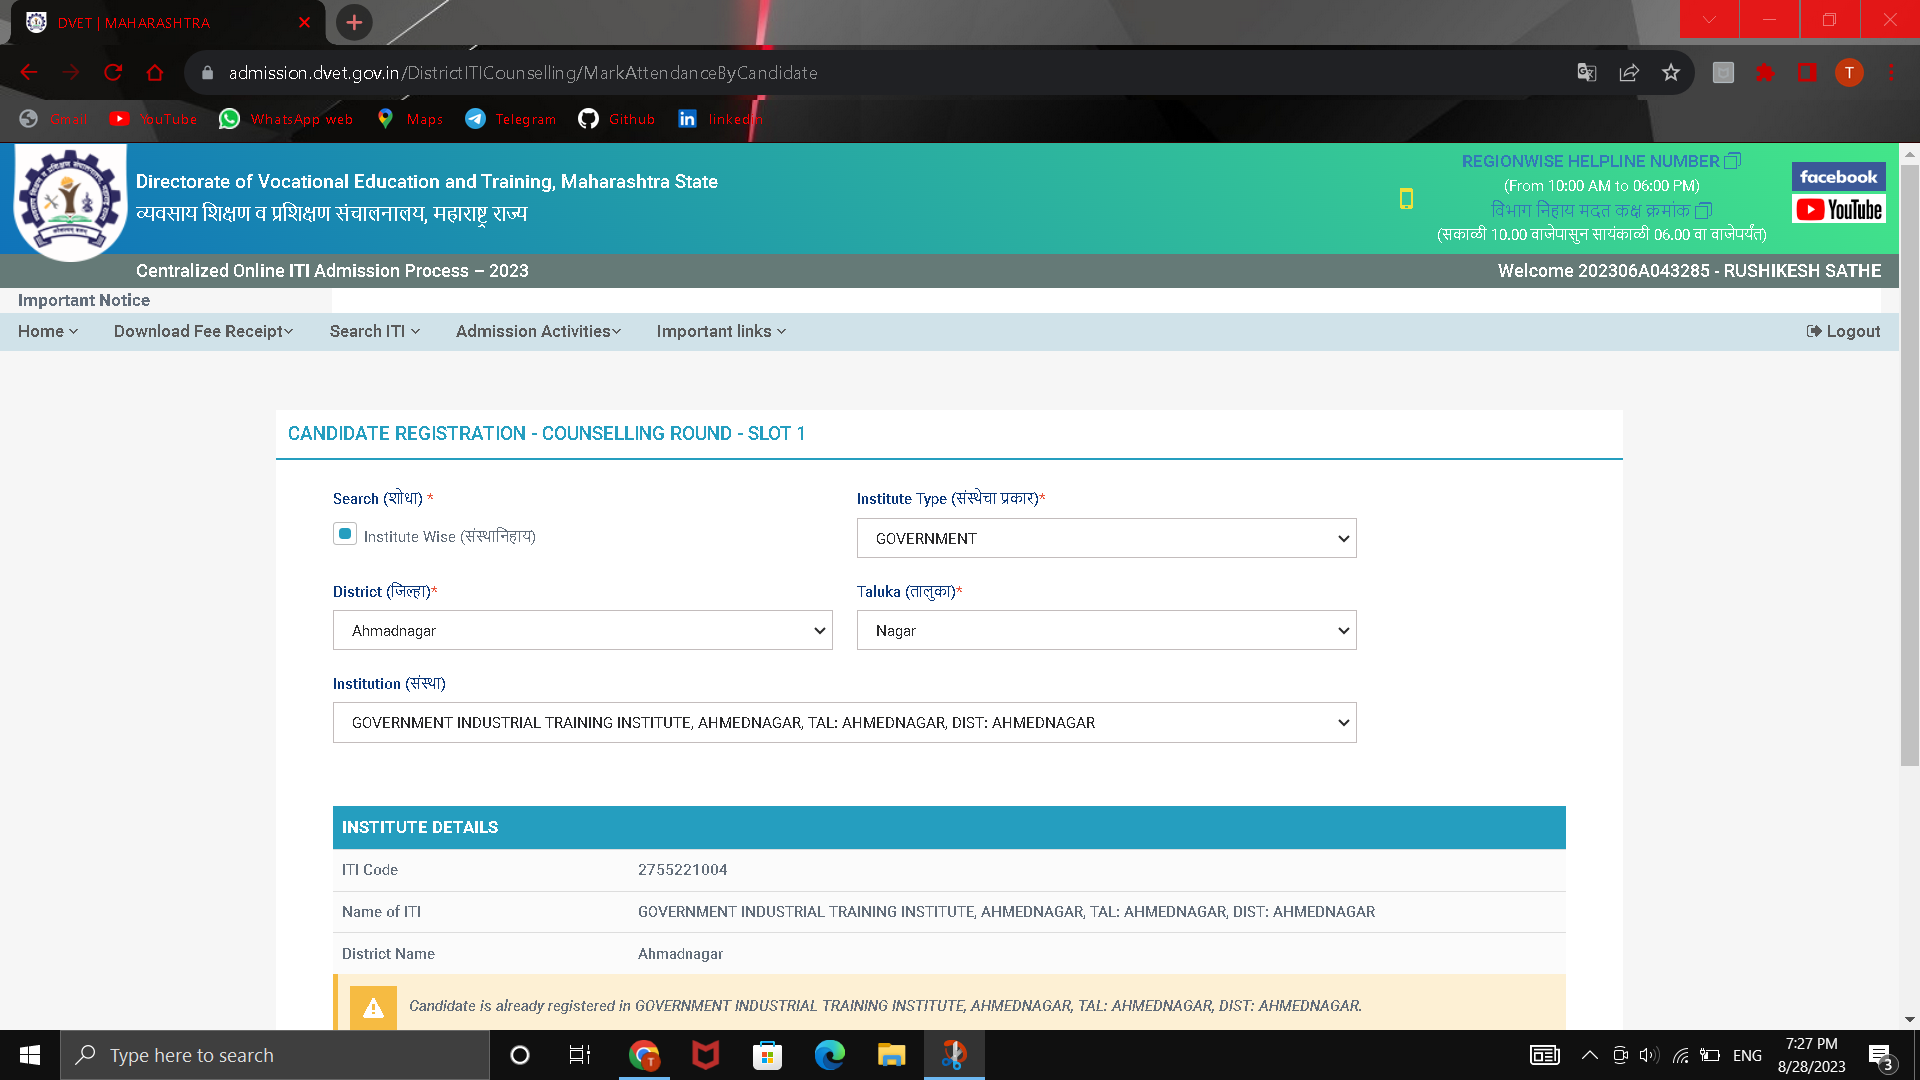 DVET | MAHARASHTRA
admission.dvet.gov.in/DistrictITICounselling/MarkAttendanceByCandidate
T
Gmail YouTube WhatsApp web Maps Telegram Github linkedin
Directorate of Vocational Education and Training, Maharashtra State
व्यवसाय शिक्षण व प्रशिक्षण संचालनालय, महाराष्ट्र राज्य
REGIONWISE HELPLINE NUMBER
(From 10:00 AM to 06:00 PM)
विभाग निहाय मदत कक्ष क्रमांक
(सकाळी 10.00 वाजेपासुन सायंकाळी 06.00 वा वाजेपर्यंत)
facebook
YouTube
Centralized Online ITI Admission Process – 2023
Welcome 202306A043285 - RUSHIKESH SATHE
Important Notice
Home Download Fee Receipt Search ITI Admission Activities Important links Logout
CANDIDATE REGISTRATION - COUNSELLING ROUND - SLOT 1
Search (शोधा) *
Institute Type (संस्थेचा प्रकार)*
Institute Wise (संस्थानिहाय)
GOVERNMENT
District (जिल्हा)*
Taluka (तालुका)*
Ahmadnagar
Nagar
Institution (संस्था)
GOVERNMENT INDUSTRIAL TRAINING INSTITUTE, AHMEDNAGAR, TAL: AHMEDNAGAR, DIST: AHMEDNAGAR
INSTITUTE DETAILS
ITI Code 2755221004
Name of ITI GOVERNMENT INDUSTRIAL TRAINING INSTITUTE, AHMEDNAGAR, TAL: AHMEDNAGAR, DIST: AHMEDNAGAR
District Name Ahmadnagar
Candidate is already registered in GOVERNMENT INDUSTRIAL TRAINING INSTITUTE, AHMEDNAGAR, TAL: AHMEDNAGAR, DIST: AHMEDNAGAR.
Type here to search
ENG
7:27 PM
8/28/2023
3